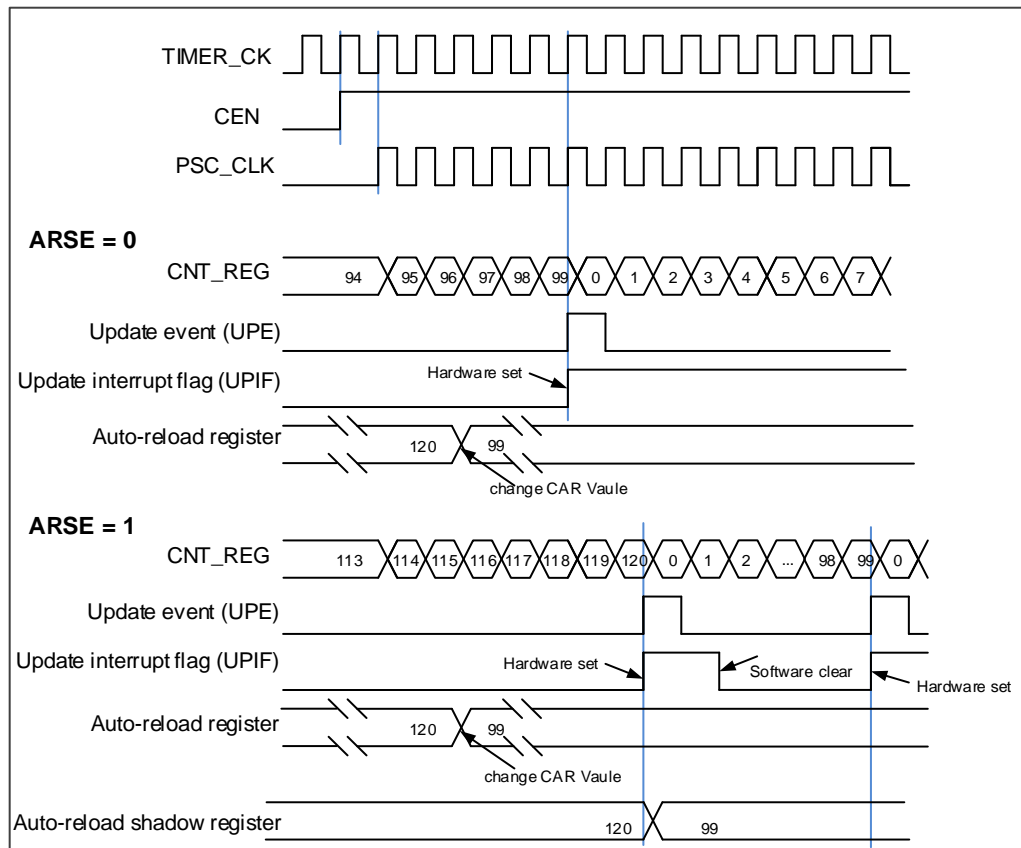 TIMER_CK
CEN
PSC_CLK
ARSE = 0
CNT_REG 94 95 96 97 98 99 0 1 2 3 4 5 6 7
Update event (UPE)
Update interrupt flag (UPIF) Hardware set
Auto-reload register 120 99
change CAR Vaule
ARSE = 1
CNT_REG 113 114 115 116 117 118 119 120 0 1 2 ... 98 99 0
Update event (UPE)
Update interrupt flag (UPIF) Hardware set Software clear Hardware set
Auto-reload register 120 99
change CAR Vaule
Auto-reload shadow register 120 99